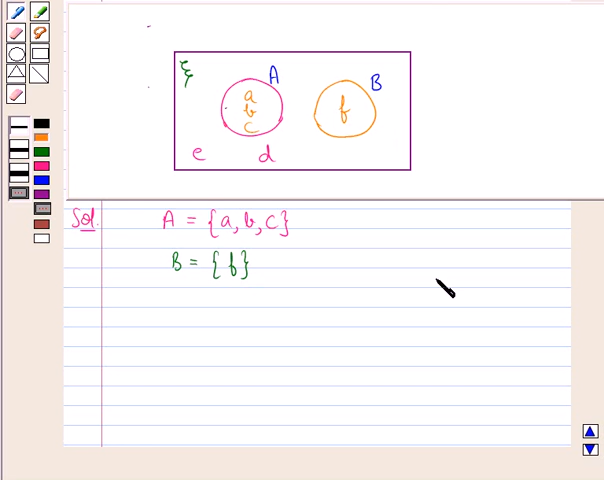 ξ
A
B
a
b
c
f
e
d
Sol.
A = {a, b, c}
B = {f}